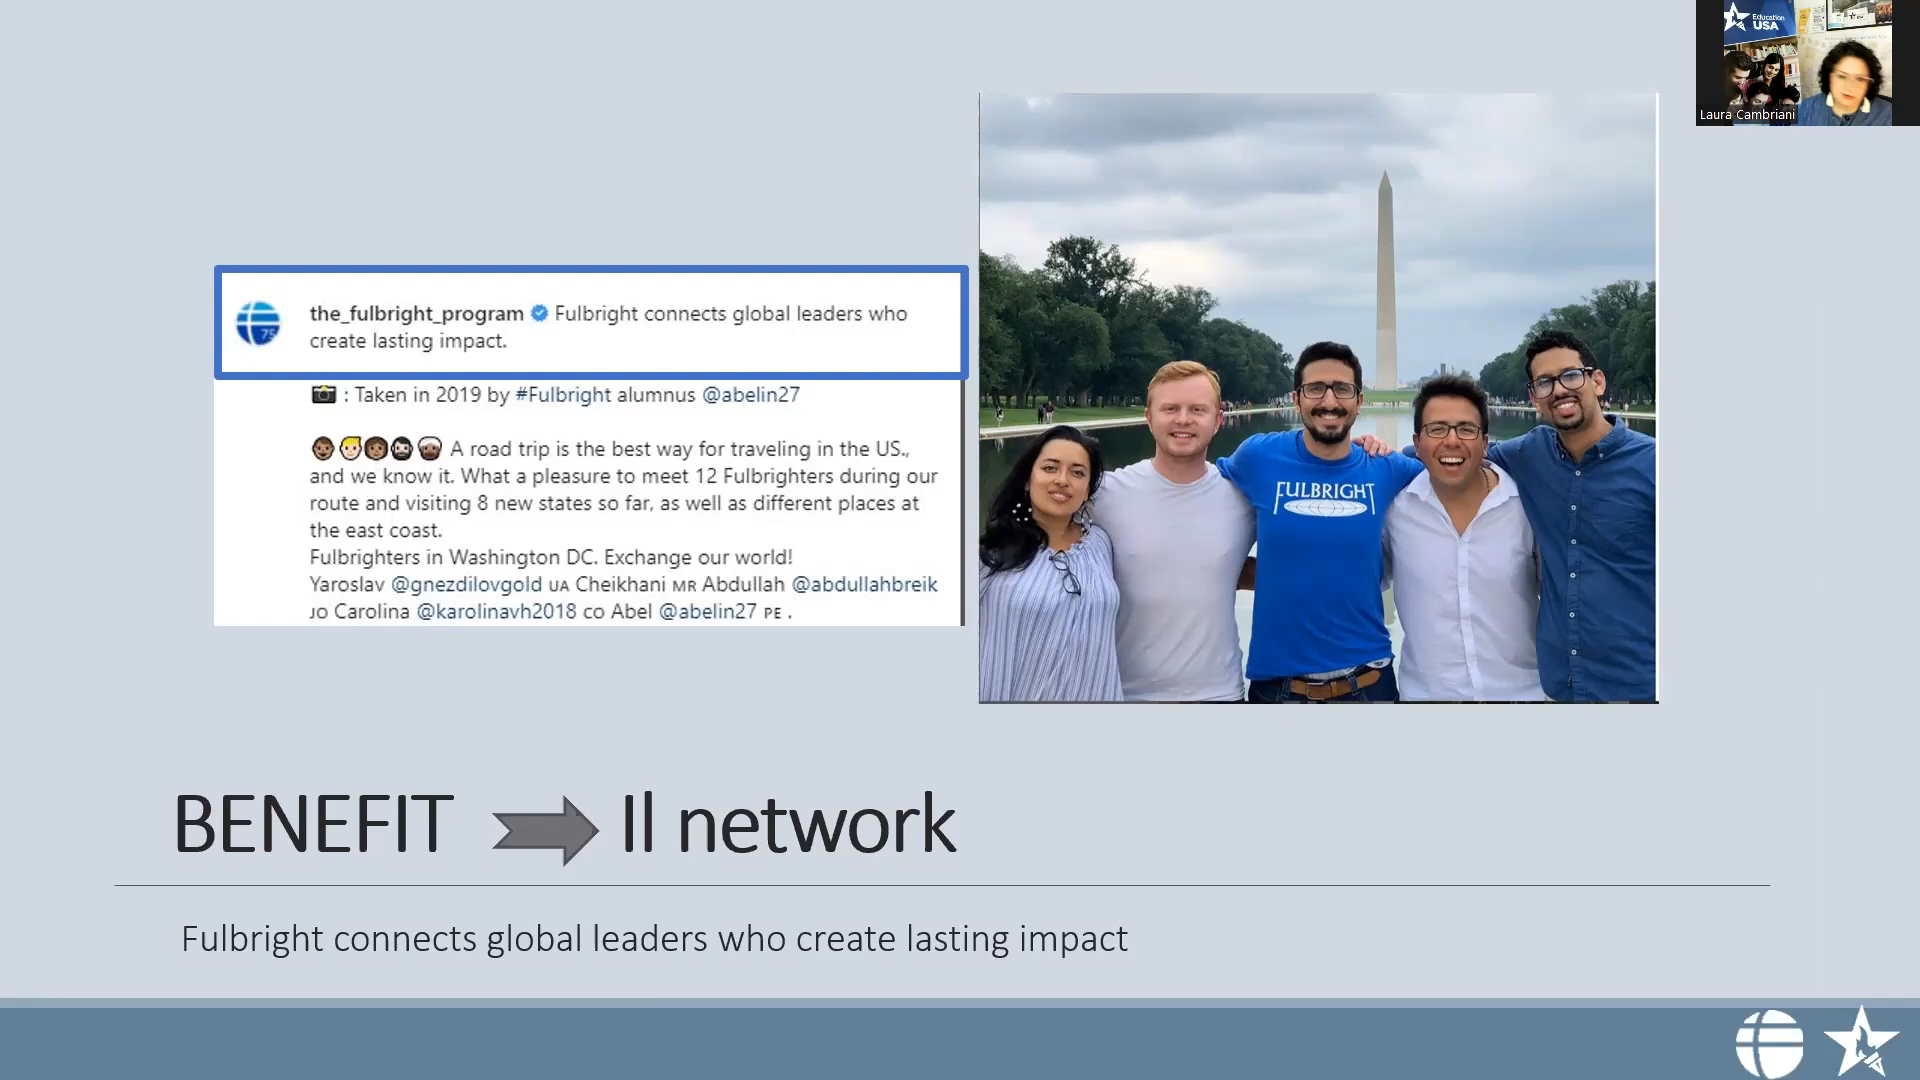 Education
USA
Laura Cambriani
the_fulbright_program Fulbright connects global leaders who
create lasting impact.
75
: Taken in 2019 by #Fulbright alumnus @abelin27
A road trip is the best way for traveling in the US.,
and we know it. What a pleasure to meet 12 Fulbrighters during our
route and visiting 8 new states so far, as well as different places at
the east coast.
Fulbrighters in Washington DC. Exchange our world!
Yaroslav @gnezdilovgold UA Cheikhani MR Abdullah @abdullahbreik
JO Carolina @karolinavh2018 CO Abel @abelin27 PE .
FULBRIGHT
BENEFIT Il network
Fulbright connects global leaders who create lasting impact